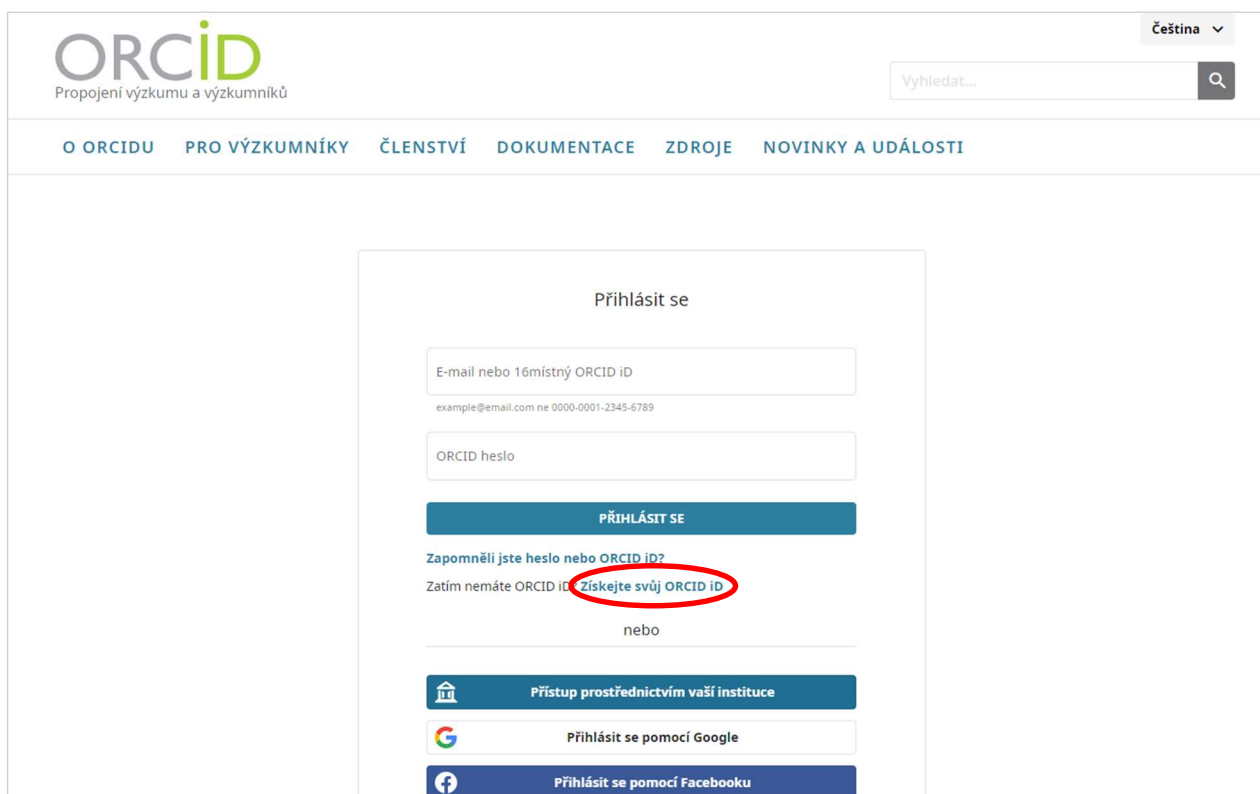 Čeština
ORCiD
Propojení výzkumu a výzkumníků
Vyhledat...
O ORCIDU PRO VÝZKUMNÍKY ČLENSTVÍ DOKUMENTACE ZDROJE NOVINKY A UDÁLOSTI
Přihlásit se
E-mail nebo 16místný ORCID iD
example@email.com ne 0000-0001-2345-6789
ORCID heslo
PŘIHLÁSIT SE
Zapomněli jste heslo nebo ORCID iD?
Zatím nemáte ORCID iD? Získejte svůj ORCID iD
nebo
Přístup prostřednictvím vaší instituce
Přihlásit se pomocí Google
Přihlásit se pomocí Facebooku